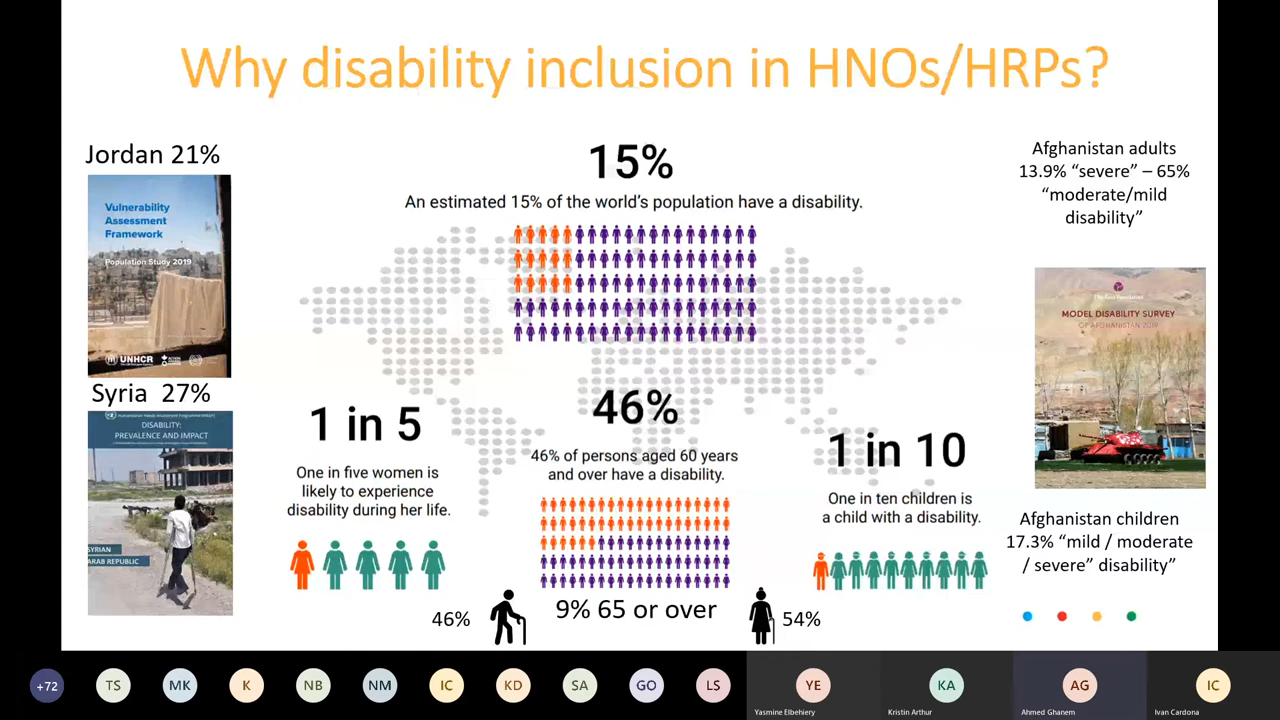 Why disability inclusion in HNOs/HRPs?
Jordan 21%
Vulnerability
Assessment
Framework
Population Study 2019
UNHCR
Syria 27%
DISABILITY:
PREVALENCE AND IMPACT
SYRIAN
ARAB REPUBLIC
15%
An estimated 15% of the world's population have a disability.
1 in 5
One in five women is
likely to experience
disability during her life.
46%
46% of persons aged 60 years
and over have a disability.
46%
9% 65 or over
54%
1 in 10
One in ten children is
a child with a disability.
Afghanistan adults
13.9% “severe” – 65%
“moderate/mild
disability”
MODEL DISABILITY SURVEY
OF AFGHANISTAN 2019
Afghanistan children
17.3% “mild / moderate
/ severe” disability”
+72
TS
MK
K
NB
NM
IC
KD
SA
GO
LS
YE
KA
AG
IC
Yasmine Elbehiery
Kristin Arthur
Ahmed Ghanem
Ivan Cardona